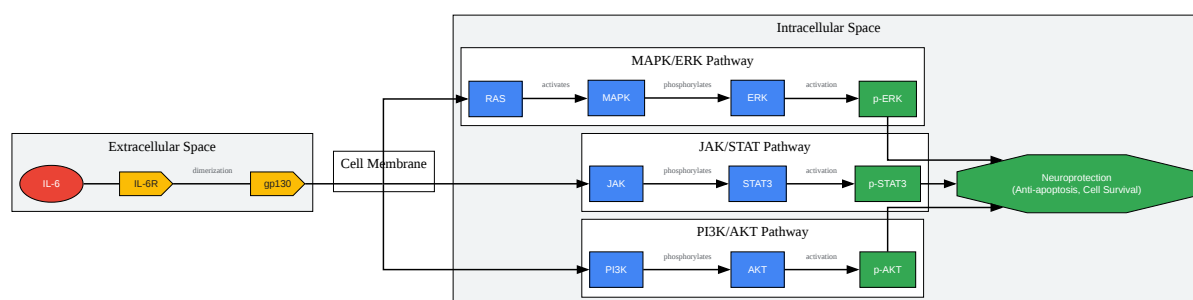 Intracellular Space
MAPK/ERK Pathway
RAS
activates
MAPK
phosphorylates
ERK
activation
p-ERK
Extracellular Space
IL-6
IL-6R
dimerization
gp130
Cell Membrane
JAK/STAT Pathway
JAK
phosphorylates
STAT3
activation
p-STAT3
Neuroprotection
(Anti-apoptosis, Cell Survival)
PI3K/AKT Pathway
PI3K
phosphorylates
AKT
activation
p-AKT